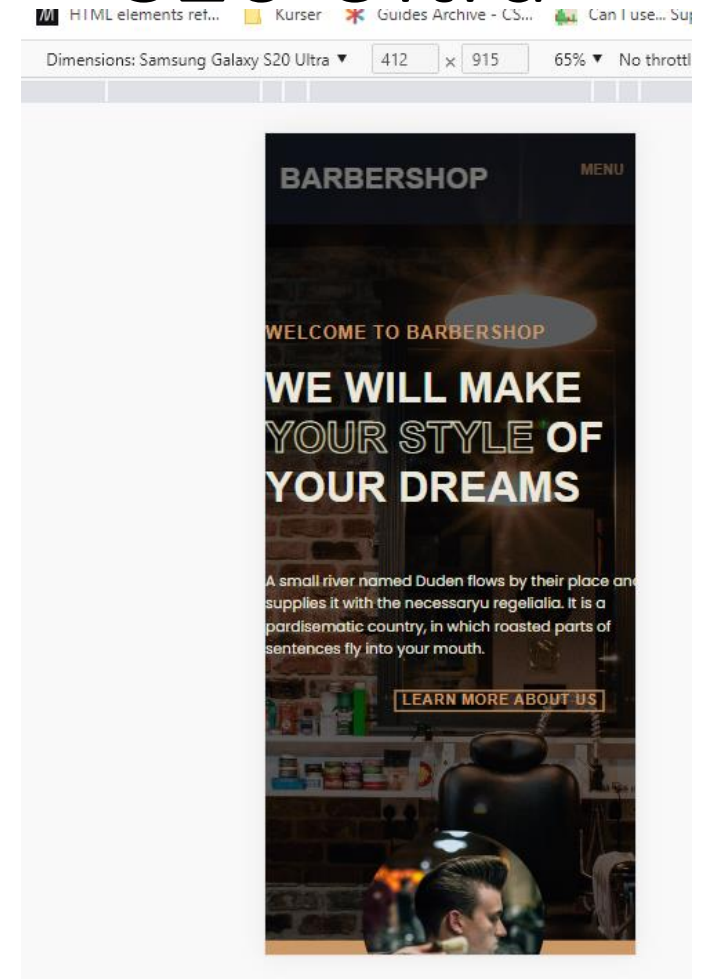 HTML elements ref... Kurser Guides Archive - CS... Can I use... Sup
Dimensions: Samsung Galaxy S20 Ultra ▼ 412 x 915 65% ▼ No throttl
BARBERSHOP MENU
WELCOME TO BARBERSHOP
WE WILL MAKE
YOUR STYLE OF
YOUR DREAMS
A small river named Duden flows by their place and
supplies it with the necessaryu regelialia. It is a
pardisematic country, in which roasted parts of
sentences fly into your mouth.
LEARN MORE ABOUT US